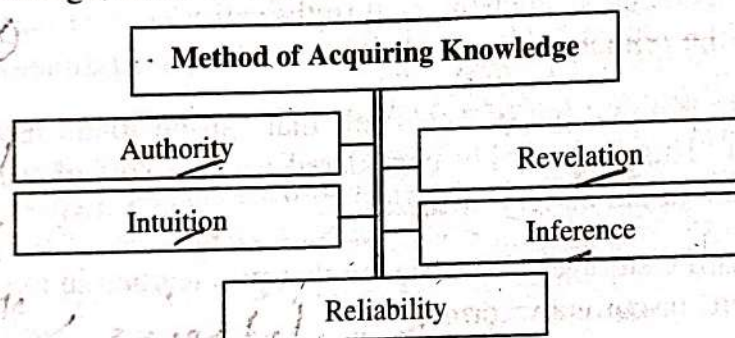 Method of Acquiring Knowledge
Authority
Revelation
Intuition
Inference
Reliability